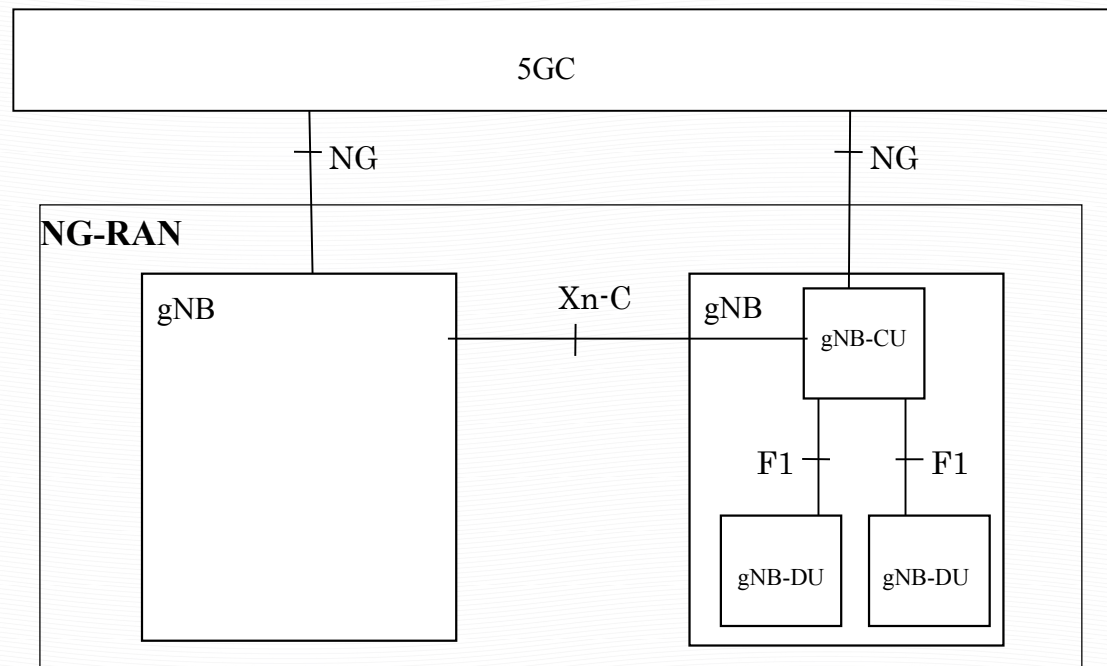 5GC
NG
NG
NG-RAN
gNB
Xn-C
gNB
gNB-CU
F1
F1
gNB-DU
gNB-DU